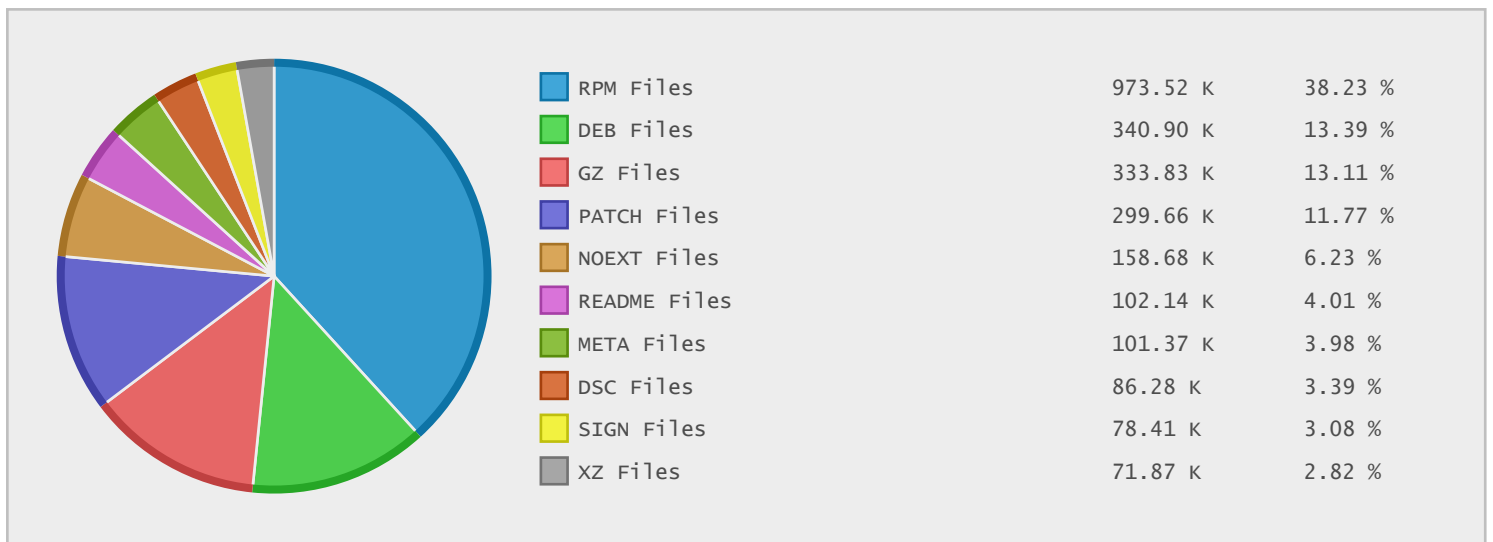 RPM Files 973.52 K 38.23 %
DEB Files 340.90 K 13.39 %
GZ Files 333.83 K 13.11 %
PATCH Files 299.66 K 11.77 %
NOEXT Files 158.68 K 6.23 %
README Files 102.14 K 4.01 %
META Files 101.37 K 3.98 %
DSC Files 86.28 K 3.39 %
SIGN Files 78.41 K 3.08 %
XZ Files 71.87 K 2.82 %